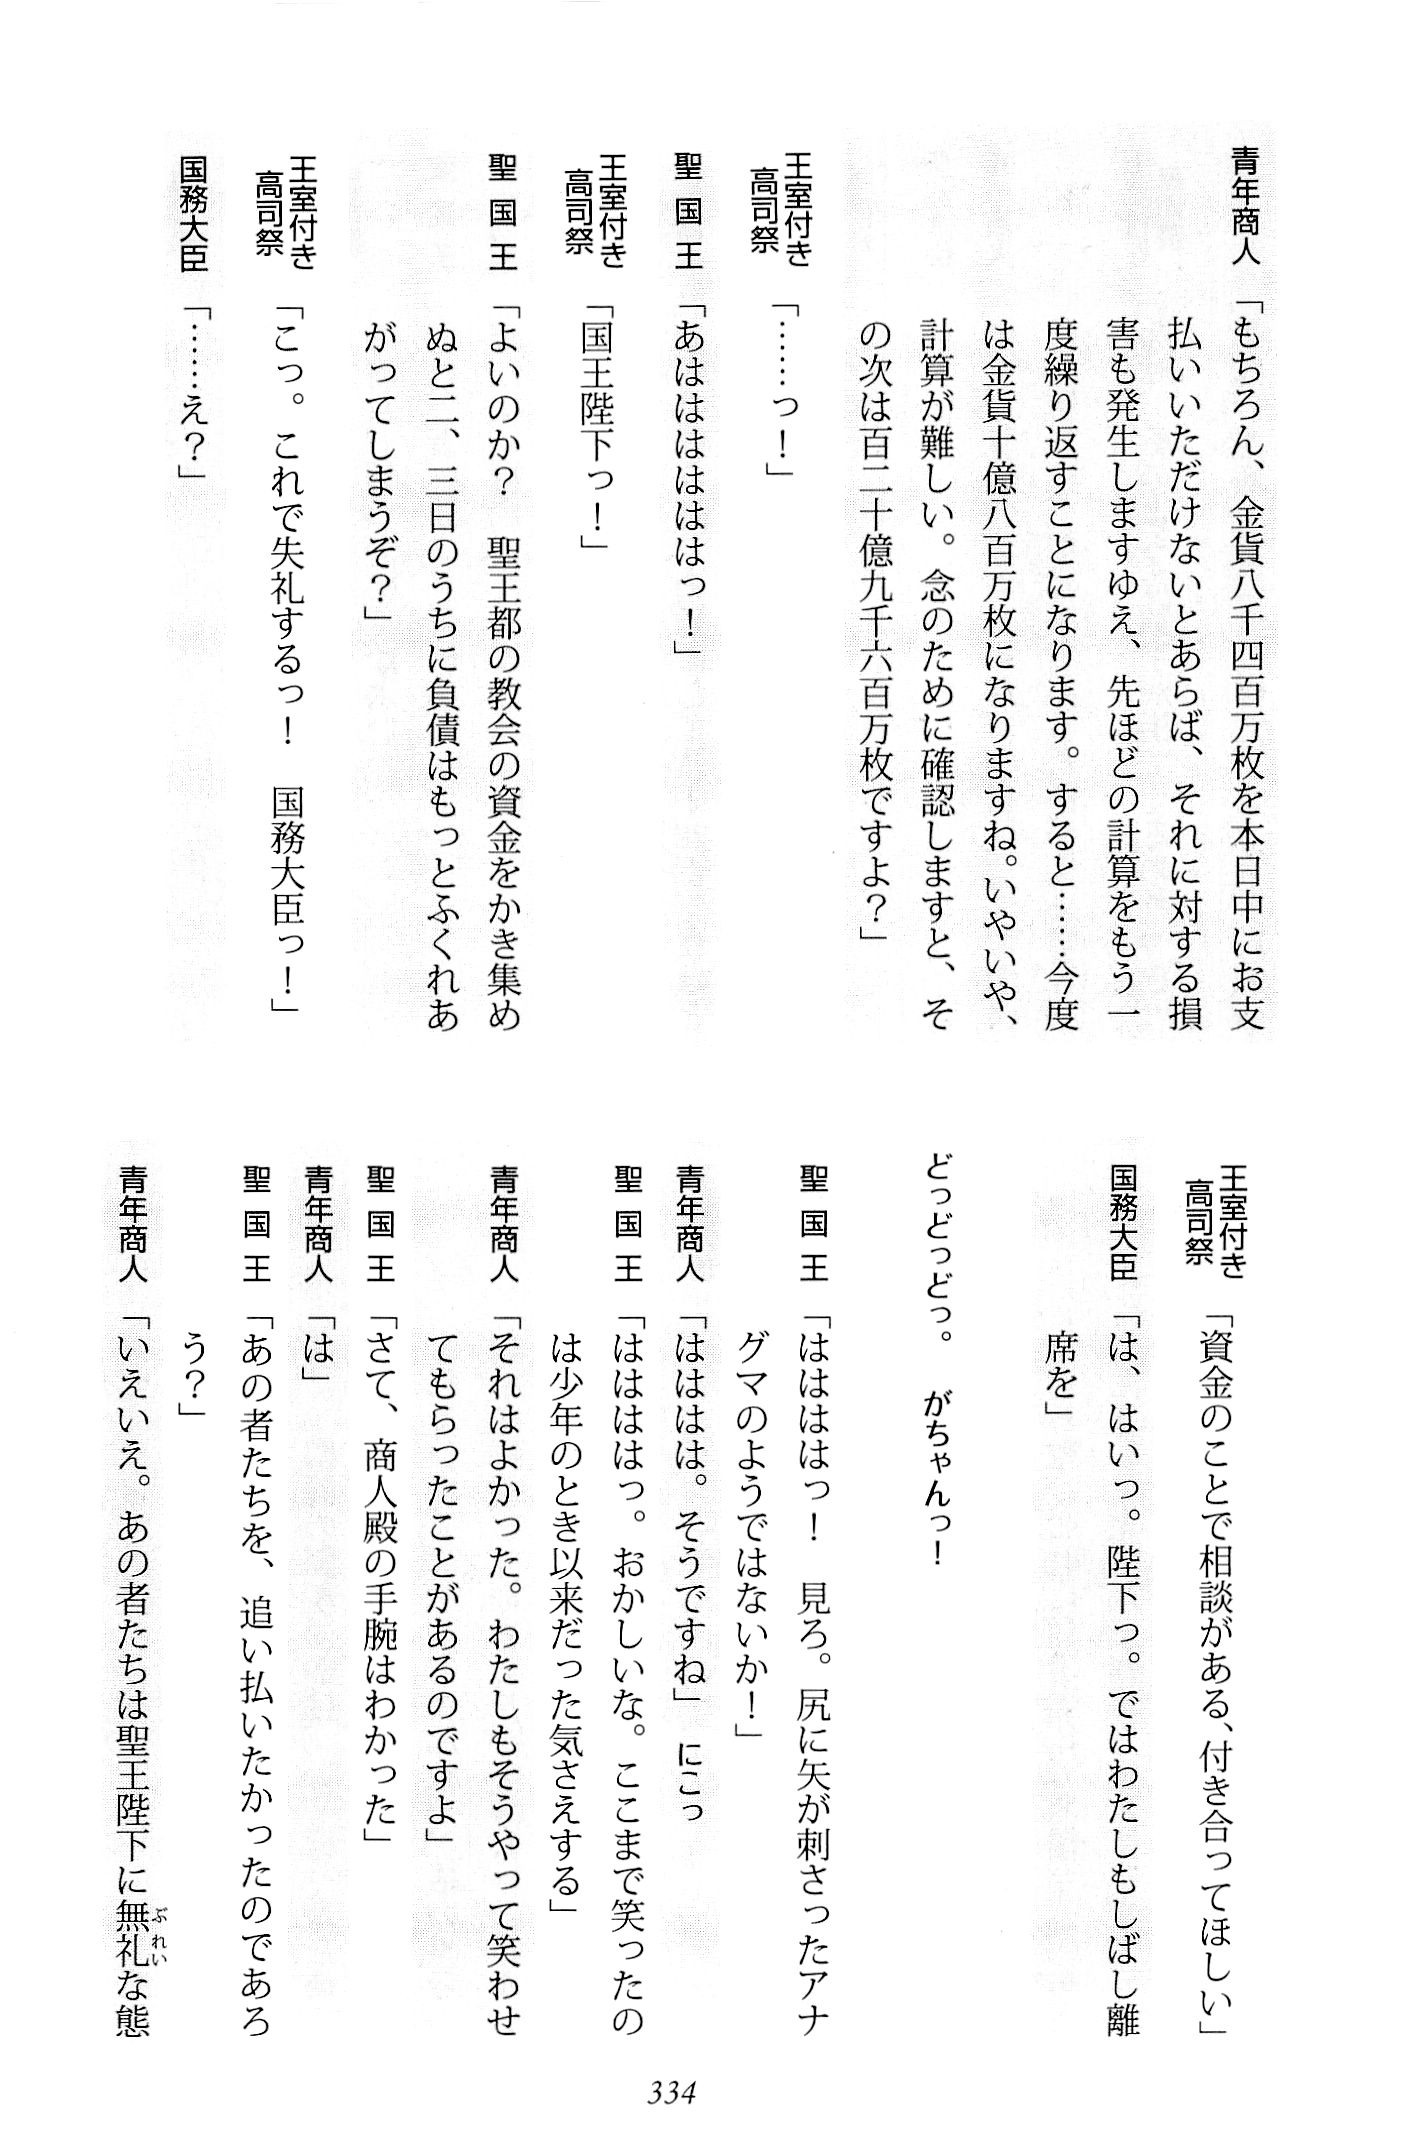 青年商人「もちろん、金貨八千四百万枚を本日中にお支
払いいただけないとあらば、それに対する損
害も発生しますゆえ、先ほどの計算をもう一
度繰り返すことになります。すると……今度
は金貨十億八百万枚になりますね。いやいや、
計算が難しい。念のために確認しますと、そ
の次は百二十億九千六百万枚ですよ？」
王室付き高司祭「……っ！」
聖国王「あはははははっ！」
王室付き高司祭「国王陛下っ！」
聖国王「よいのか？　聖王都の教会の資金をかき集め
ぬと二、三日のうちに負債はもっとふくれあ
がってしまうぞ？」
王室付き高司祭「こっ。これで失礼するっ！　国務大臣っ！」
国務大臣「……え？」
王室付き高司祭「資金のことで相談がある、付き合ってほしい」
国務大臣「は、はいっ。陛下っ。ではわたしもしばし離
席を」
どっどっどっ。　がちゃんっ！
聖国王「はははっ！　見ろ。尻に矢が刺さったアナ
グマのようではないか！」
青年商人「はははは。そうですね」にこっ
聖国王「はははっ。おかしいな。ここまで笑ったの
は少年のとき以来だった気さえする」
青年商人「それはよかった。わたしもそうやって笑わせ
てもらったことがあるのですよ」
聖国王「さて、商人殿の手腕はわかった」
青年商人「は」
聖国王「あの者たちを、追い払いたかったのであろ
う？」
青年商人「いえいえ。あの者たちは聖王陛下に無礼な態
ぶれい
334